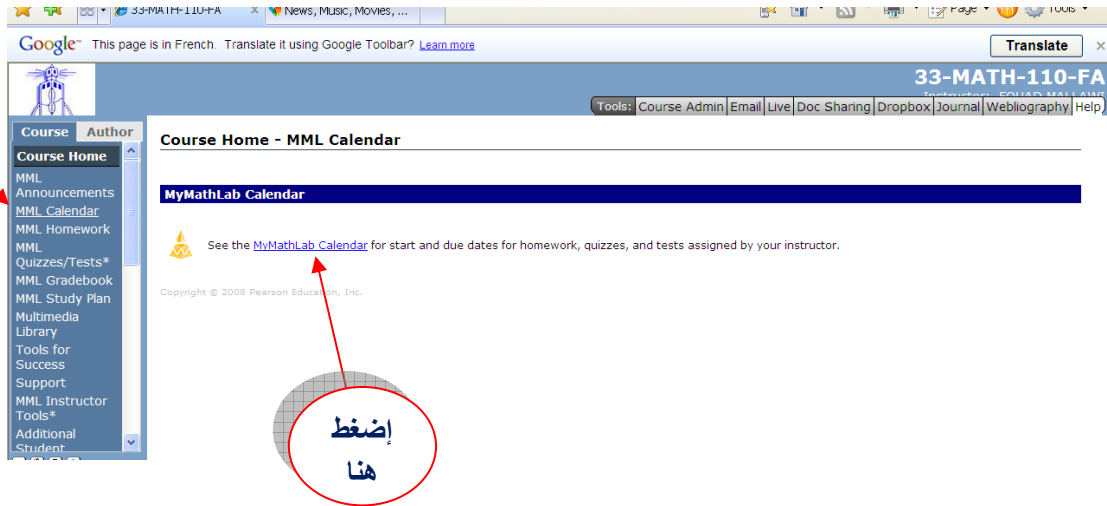 33-MATH-110-FA
News, Music, Movies, ...
Page
Tools
Google™ This page is in French. Translate it using Google Toolbar? Learn more
Translate
33-MATH-110-FA
Instructor: FOUAD MALLAWI
Tools: Course Admin Email Live Doc Sharing Dropbox Journal Webliography Help
Course Author
Course Home
MML
Announcements
MML Calendar
MML Homework
MML
Quizzes/Tests*
MML Gradebook
MML Study Plan
Multimedia
Library
Tools for
Success
Support
MML Instructor
Tools*
Additional
Student
Course Home - MML Calendar
MyMathLab Calendar
See the MyMathLab Calendar for start and due dates for homework, quizzes, and tests assigned by your instructor.
Copyright © 2008 Pearson Education, Inc.
إضغط
هنا